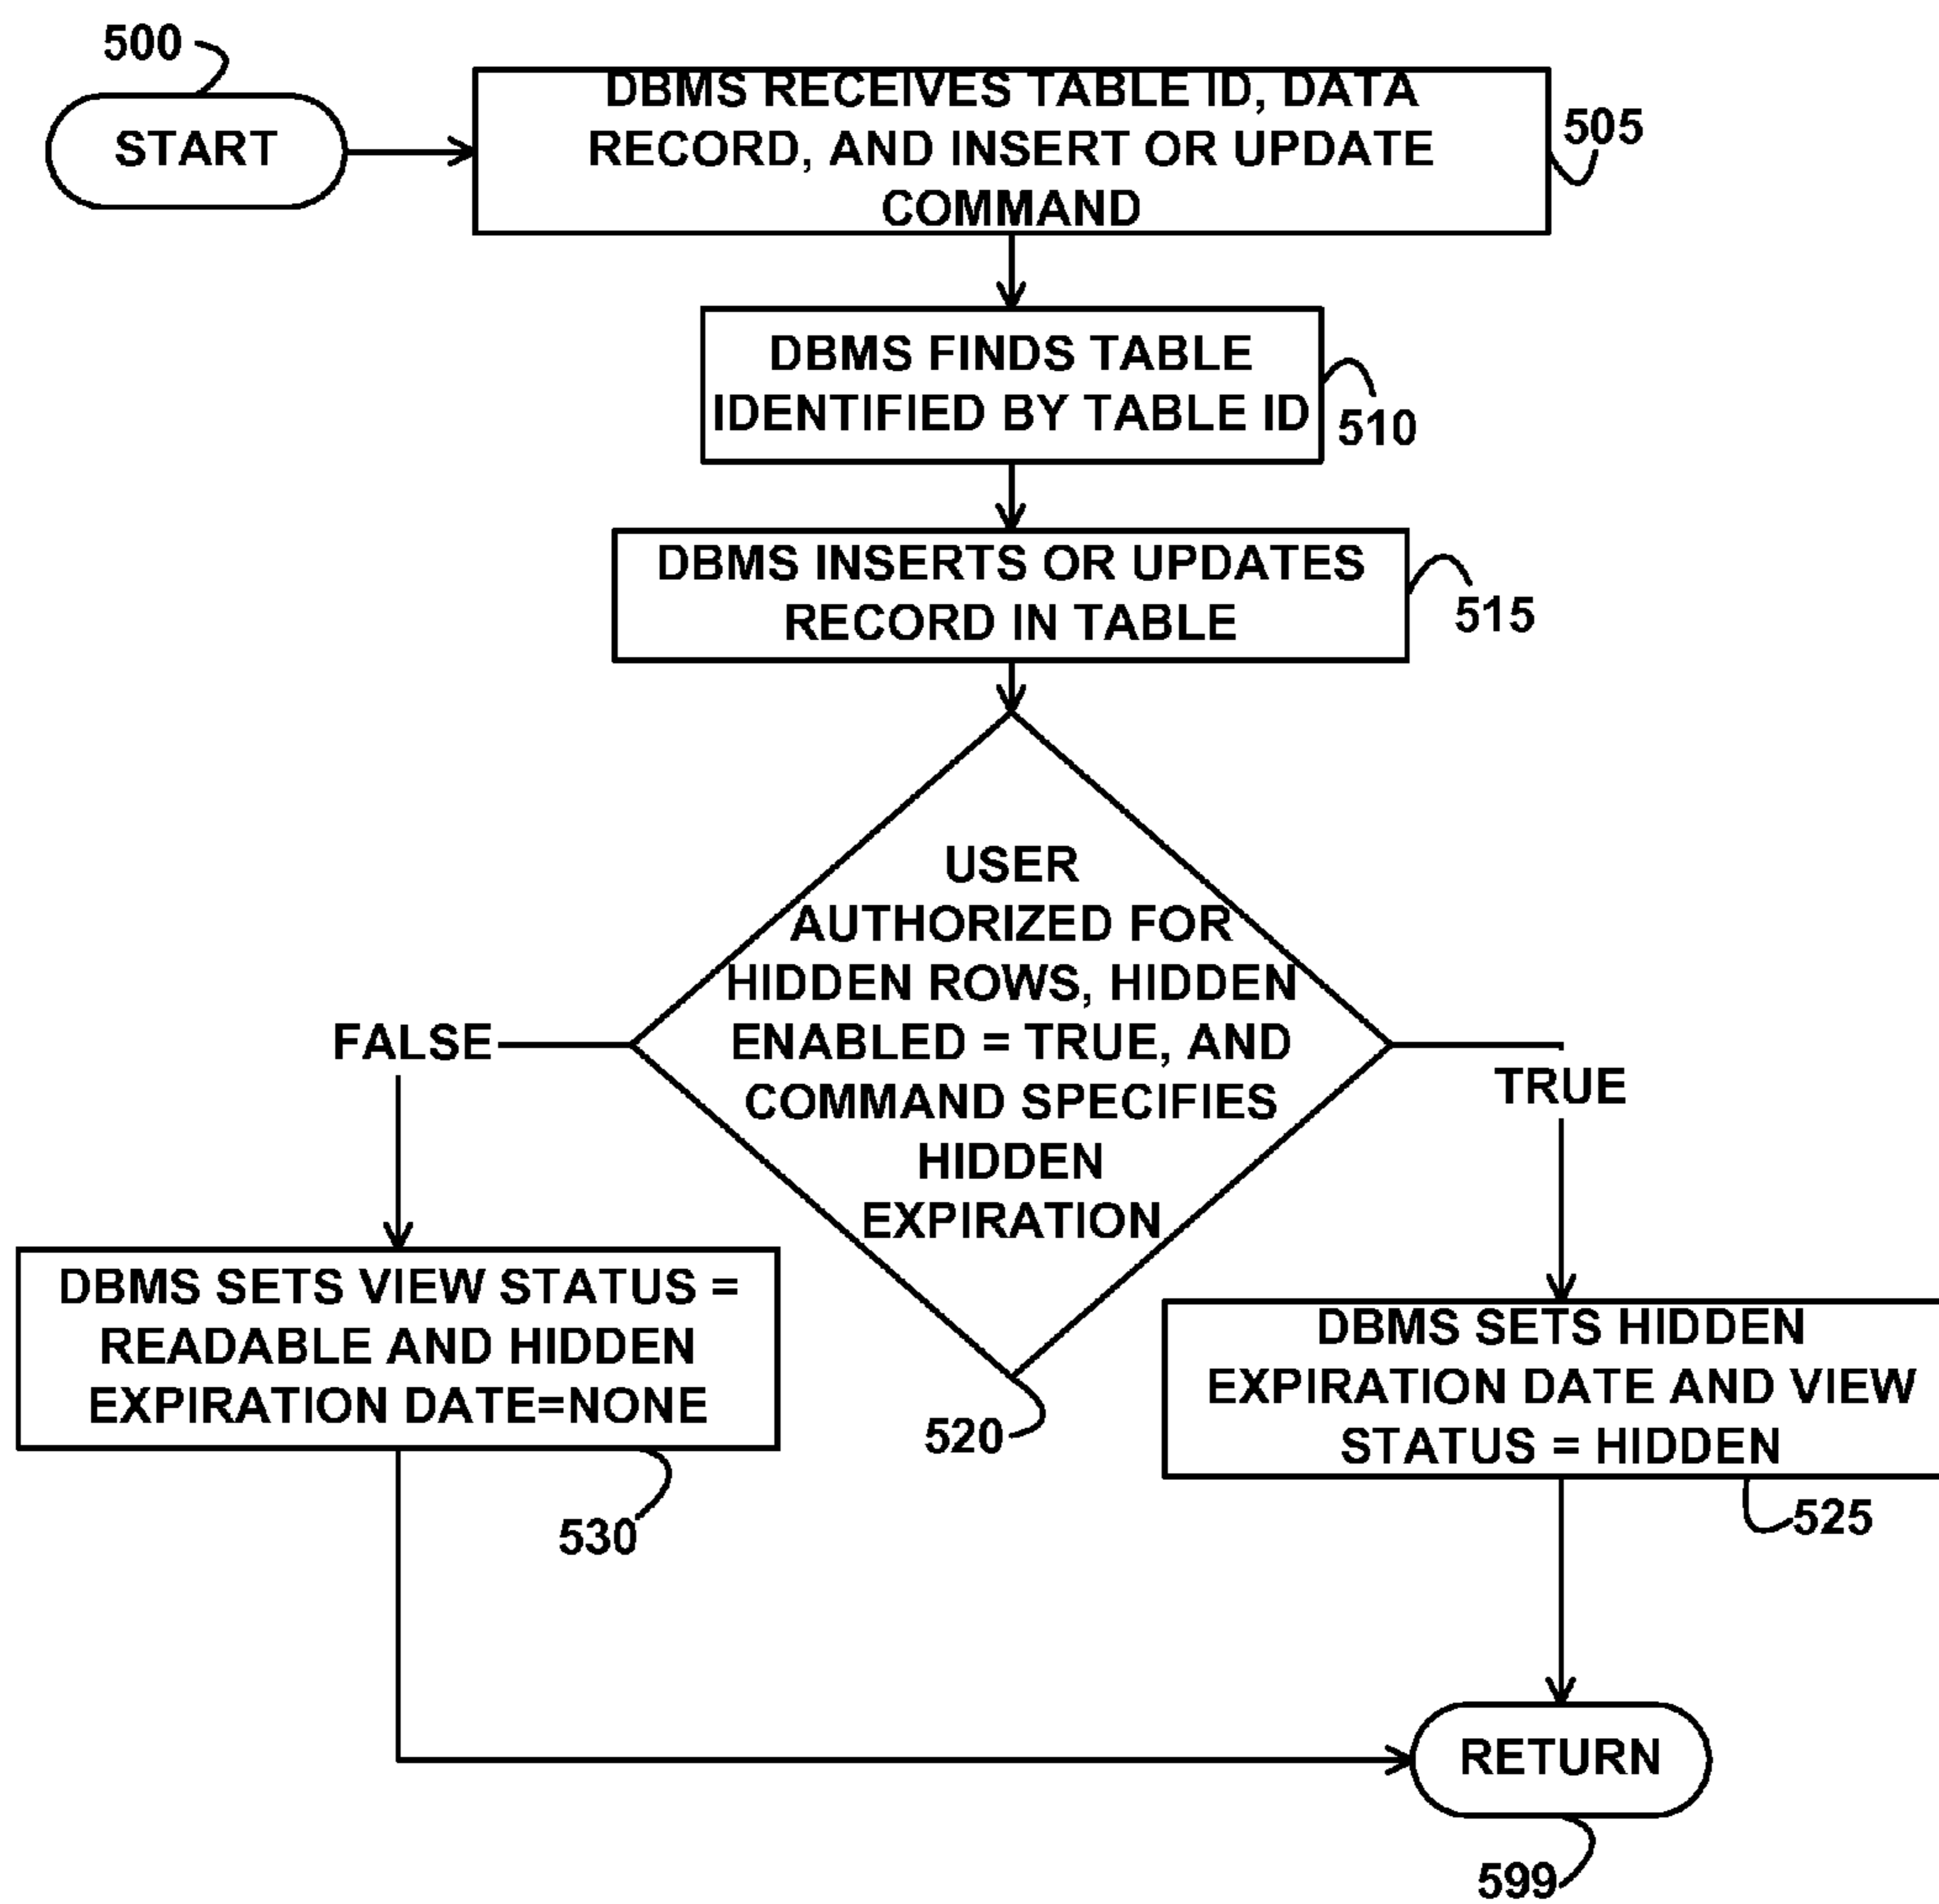 500
START
DBMS RECEIVES TABLE ID, DATA
RECORD, AND INSERT OR UPDATE
COMMAND
505
DBMS FINDS TABLE
IDENTIFIED BY TABLE ID
510
DBMS INSERTS OR UPDATES
RECORD IN TABLE
515
USER
AUTHORIZED FOR
HIDDEN ROWS, HIDDEN
ENABLED = TRUE, AND
COMMAND SPECIFIES
HIDDEN
EXPIRATION
520
FALSE
TRUE
DBMS SETS VIEW STATUS =
READABLE AND HIDDEN
EXPIRATION DATE=NONE
530
DBMS SETS HIDDEN
EXPIRATION DATE AND VIEW
STATUS = HIDDEN
525
RETURN
599